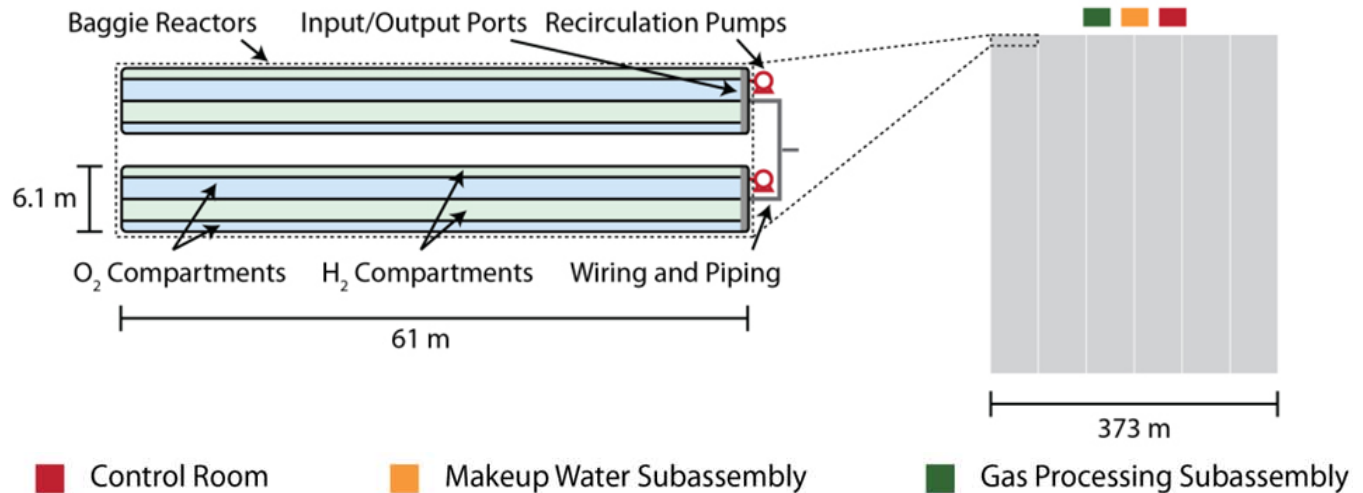 Baggie Reactors
Input/Output Ports
Recirculation Pumps
6.1 m
O₂ Compartments
H₂ Compartments
Wiring and Piping
61 m
373 m
Control Room
Makeup Water Subassembly
Gas Processing Subassembly